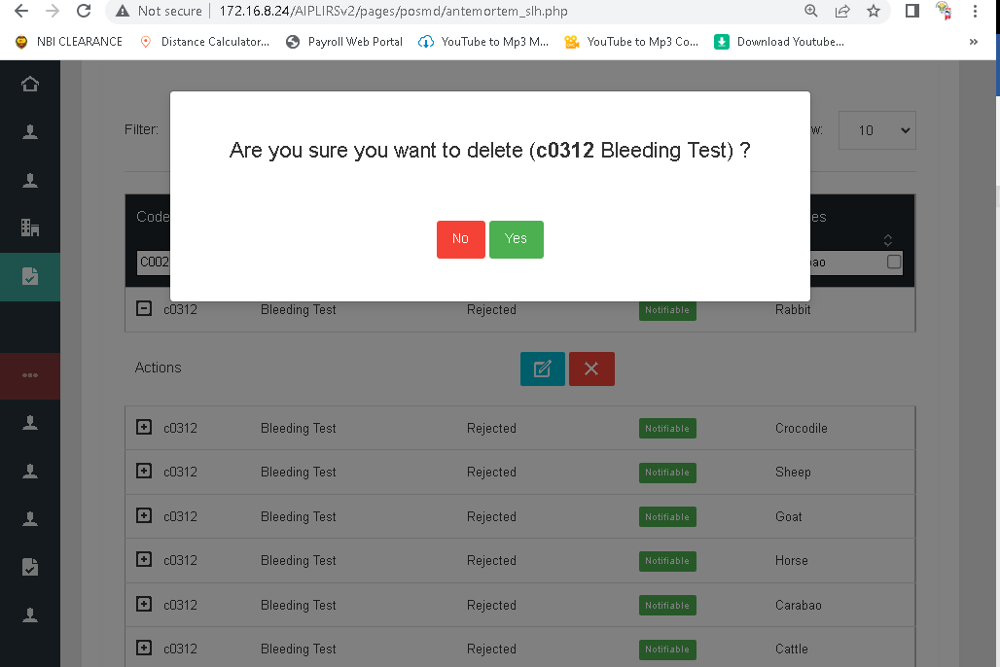 Not secure | 172.16.8.24/AIPLIRSv2/pages/posmd/antemortem_slh.php
NBI CLEARANCE Distance Calculator... Payroll Web Portal YouTube to Mp3 M... YouTube to Mp3 Co... Download Youtube... »
Filter: w: 10
Are you sure you want to delete (c0312 Bleeding Test) ?
No Yes
Code es
C002 bao
c0312 Bleeding Test Rejected Notifiable Rabbit
Actions
c0312 Bleeding Test Rejected Notifiable Crocodile
c0312 Bleeding Test Rejected Notifiable Sheep
c0312 Bleeding Test Rejected Notifiable Goat
c0312 Bleeding Test Rejected Notifiable Horse
c0312 Bleeding Test Rejected Notifiable Carabao
c0312 Bleeding Test Rejected Notifiable Cattle